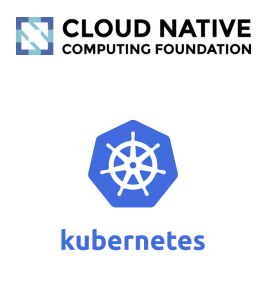 CLOUD NATIVE
COMPUTING FOUNDATION
kubernetes